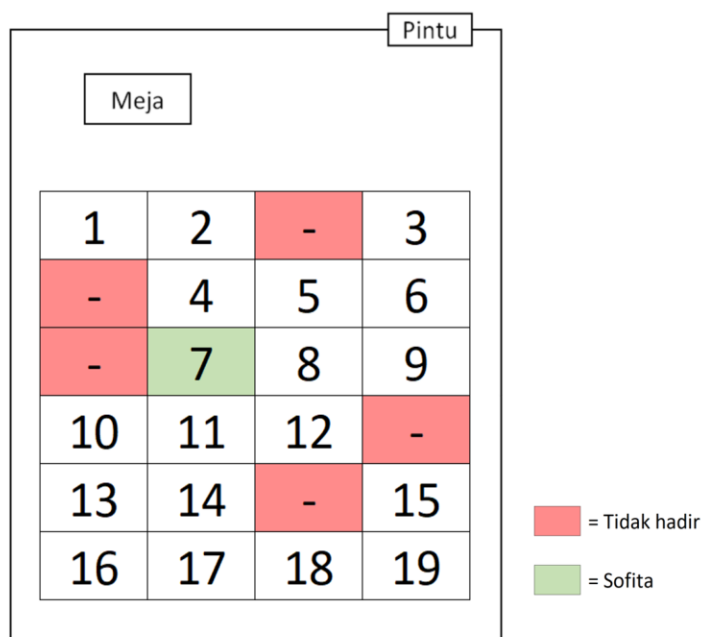 Pintu
Meja
1 2 - 3
- 4 5 6
- 7 8 9
10 11 12 -
13 14 - 15
16 17 18 19
= Tidak hadir
= Sofita